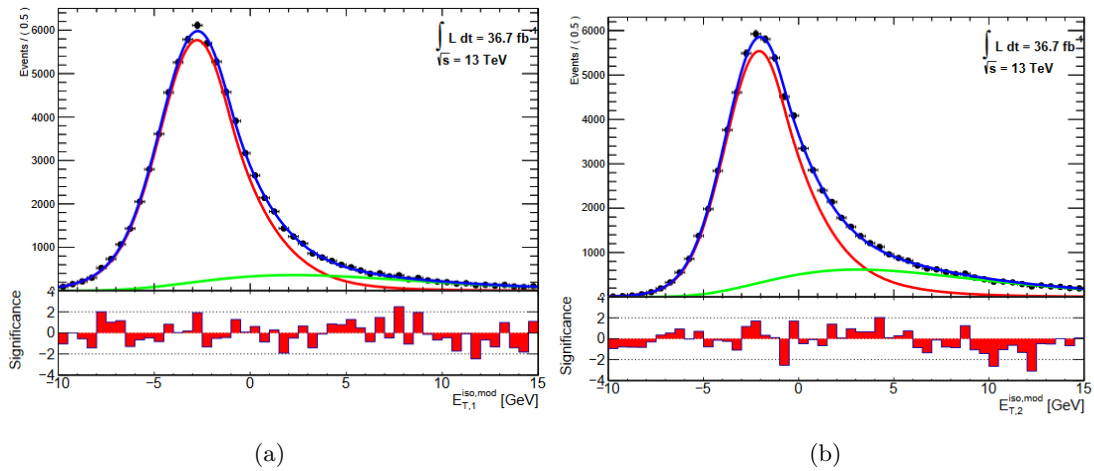 Events / ( 0.5 )
6000
5000
4000
3000
2000
1000
∫ L dt = 36.7 fb⁻¹
√s = 13 TeV
Significance
4
2
0
−2
−4
−10 −5 0 5 10 15
E_{T,1}^{iso,mod} [GeV]
(a)
Events / ( 0.5 )
6000
5000
4000
3000
2000
1000
∫ L dt = 36.7 fb⁻¹
√s = 13 TeV
Significance
4
2
0
−2
−4
−10 −5 0 5 10 15
E_{T,2}^{iso,mod} [GeV]
(b)